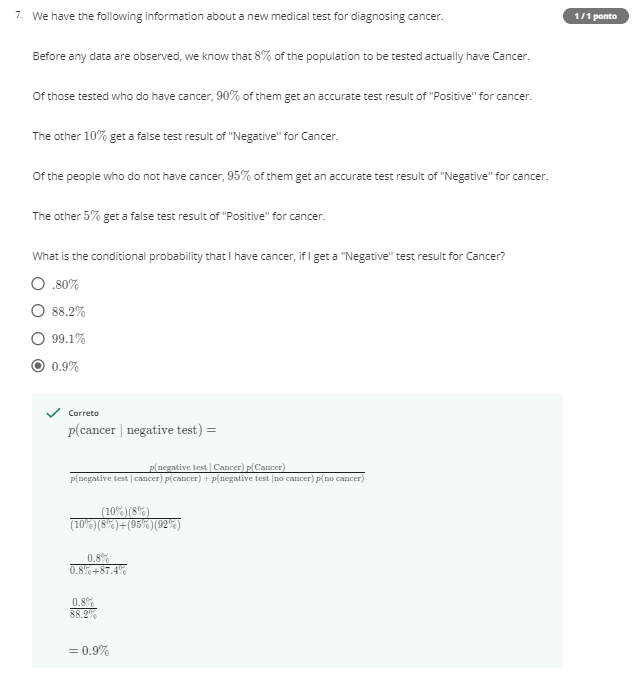 7. We have the following information about a new medical test for diagnosing cancer.
1 / 1 ponto
Before any data are observed, we know that 8% of the population to be tested actually have Cancer.
Of those tested who do have cancer, 90% of them get an accurate test result of "Positive" for cancer.
The other 10% get a false test result of "Negative" for Cancer.
Of the people who do not have cancer, 95% of them get an accurate test result of "Negative" for cancer.
The other 5% get a false test result of "Positive" for cancer.
What is the conditional probability that I have cancer, if I get a "Negative" test result for Cancer?
.80%
88.2%
99.1%
0.9%
Correto
p(cancer | negative test) =
p(negative test | Cancer) p(Cancer)
p(negative test | cancer) p(cancer) + p(negative test |no cancer) p(no cancer)
(10%)(8%)
(10%)(8%)+(95%)(92%)
0.8%
0.8%+87.4%
0.8%
88.2%
= 0.9%